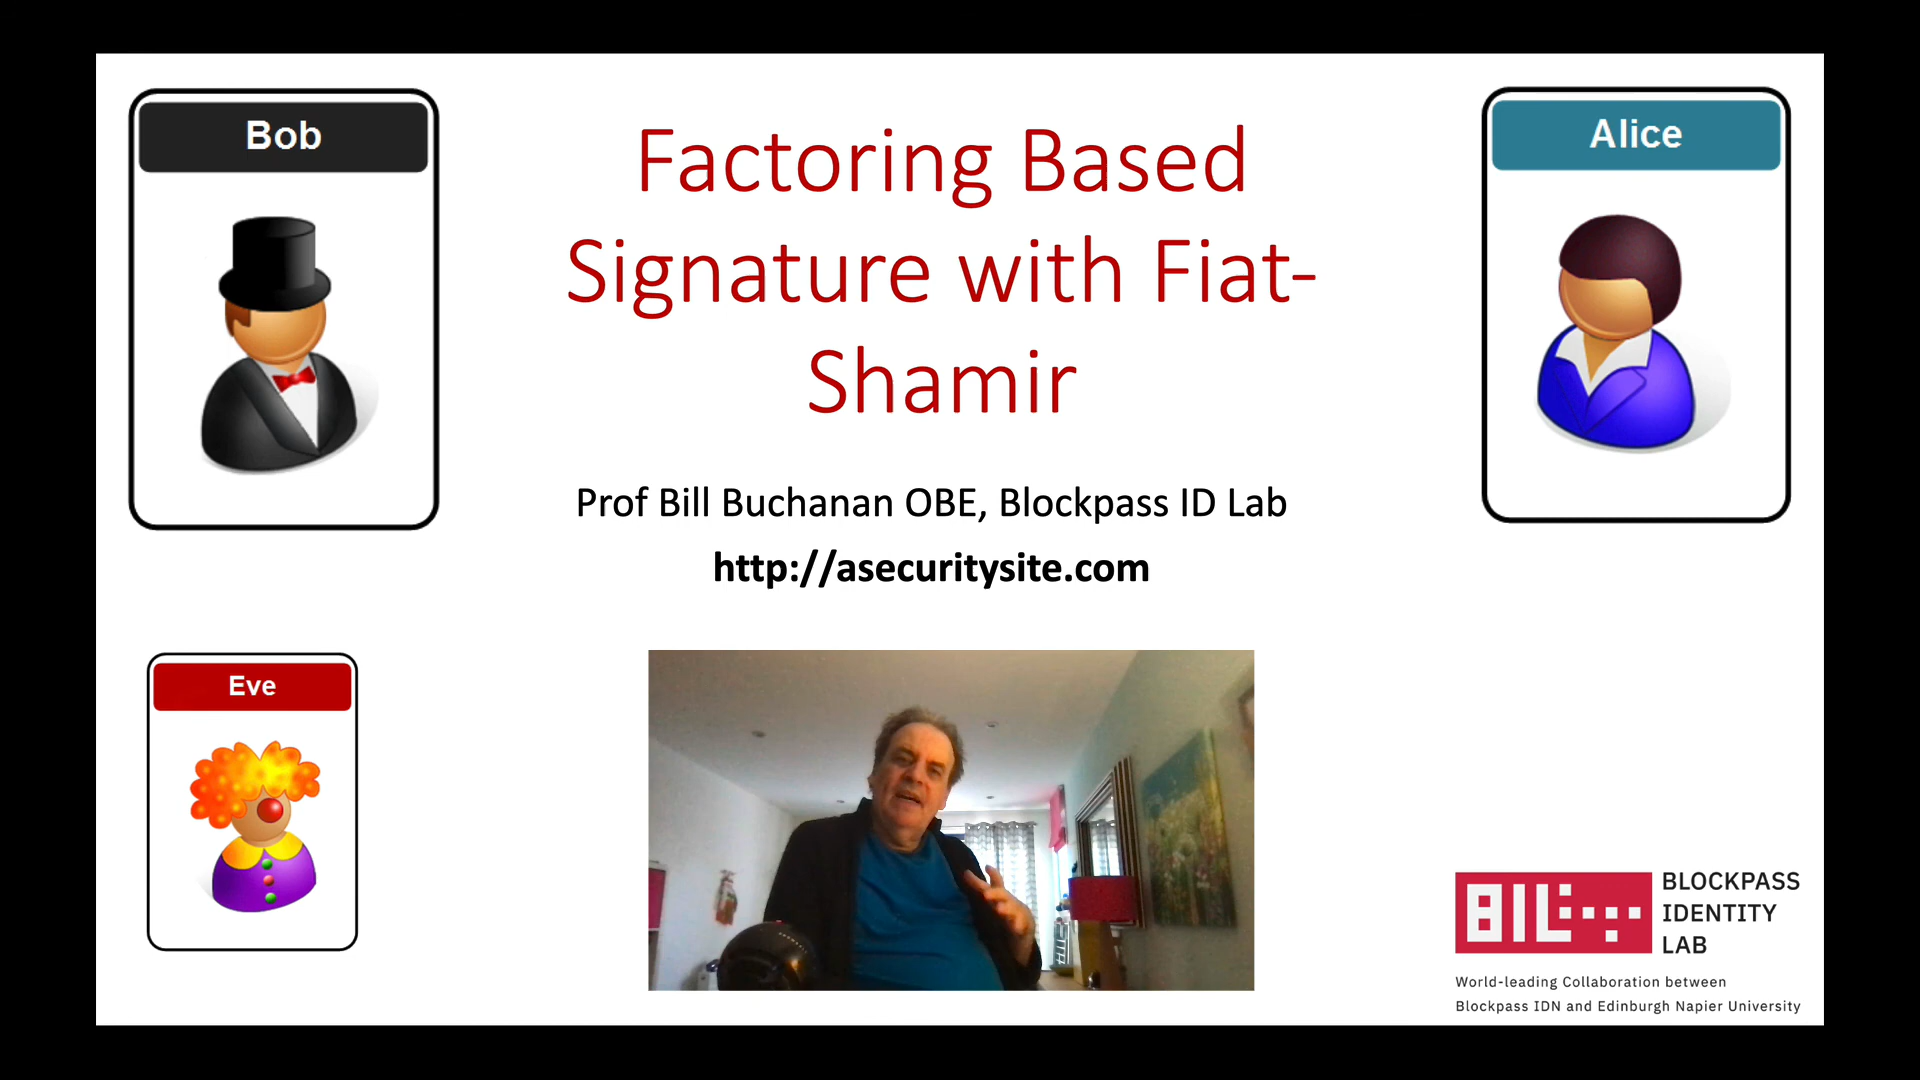 Bob
Factoring Based
Signature with Fiat-
Shamir
Alice
Prof Bill Buchanan OBE, Blockpass ID Lab
http://asecuritysite.com
Eve
BIL
BLOCKPASS
IDENTITY
LAB
World-leading Collaboration between
Blockpass IDN and Edinburgh Napier University